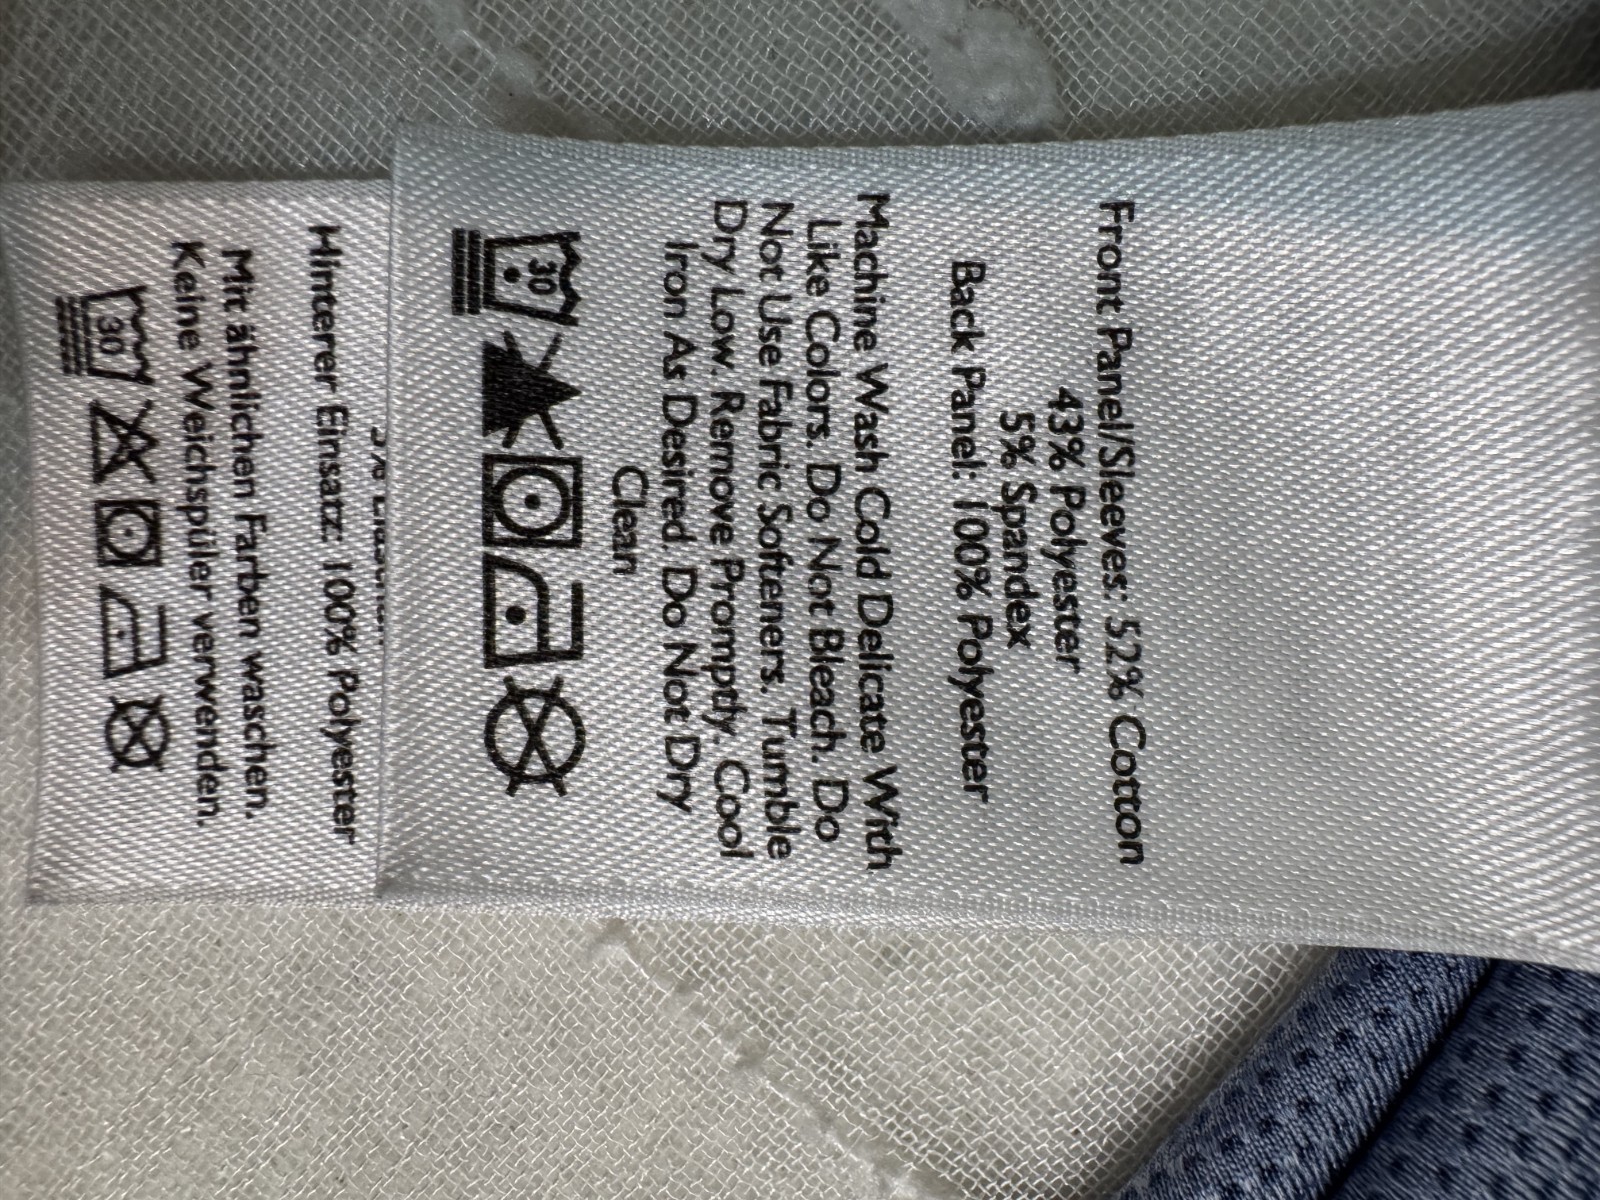 Front Panel/Sleeves: 52% Cotton
43% Polyester
5% Spandex
Back Panel: 100% Polyester
Machine Wash Cold Delicate With
Like Colors. Do Not Bleach. Do
Not Use Fabric Softeners. Tumble
Dry Low. Remove Promptly. Cool
Iron As Desired. Do Not Dry
Clean
30
Hinterer Einsatz: 100% Polyester
Mit ähnlichen Farben waschen.
Keine Weichspüler verwenden.
30